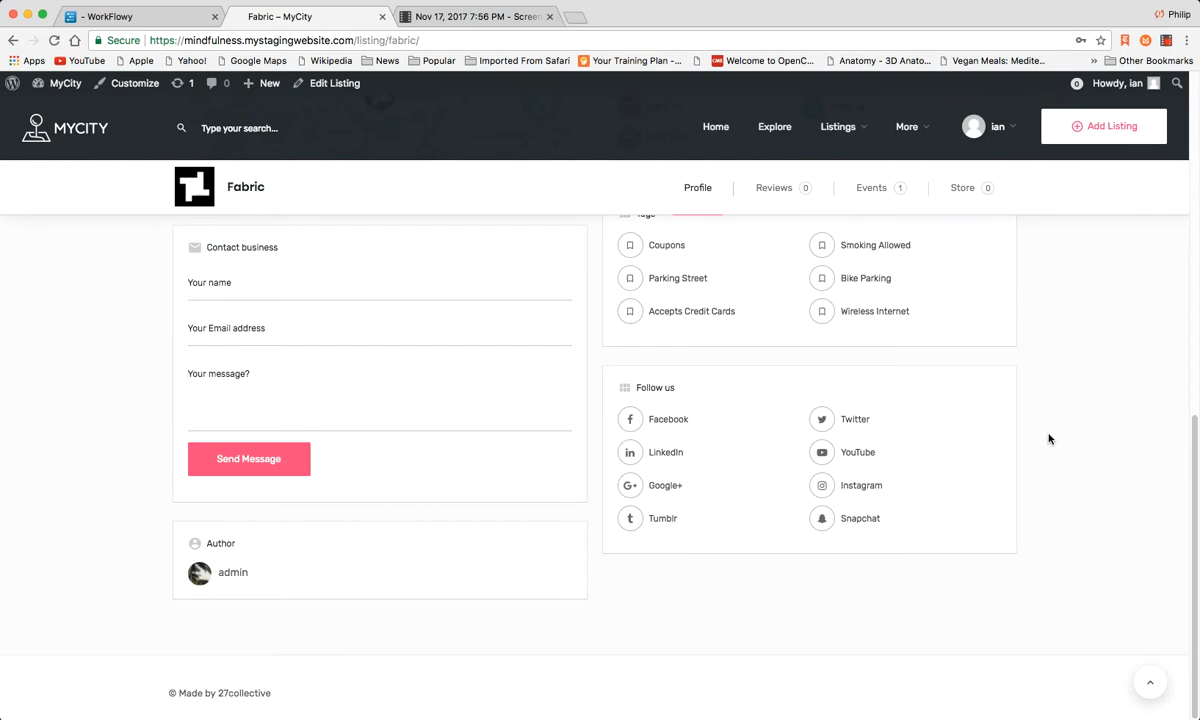 - WorkFlowy
Fabric – MyCity
Nov 17, 2017 7:56 PM - Screen
Philip
Secure
https://mindfulness.mystagingwebsite.com/listing/fabric/
Apps
YouTube
Apple
Yahoo!
Google Maps
Wikipedia
News
Popular
Imported From Safari
Your Training Plan -...
Welcome to OpenC...
Anatomy - 3D Anato...
Vegan Meals: Medite...
»
Other Bookmarks
MyCity
Customize
1
0
+ New
Edit Listing
0
Howdy, ian
MYCITY
Type your search...
Home
Explore
Listings
More
ian
Add Listing
Fabric
Profile
Reviews 0
Events 1
Store 0
Contact business
Your name
Your Email address
Your message?
Send Message
Author
admin
Tags
Coupons
Smoking Allowed
Parking Street
Bike Parking
Accepts Credit Cards
Wireless Internet
Follow us
Facebook
Twitter
LinkedIn
YouTube
Google+
Instagram
Tumblr
Snapchat
© Made by 27collective